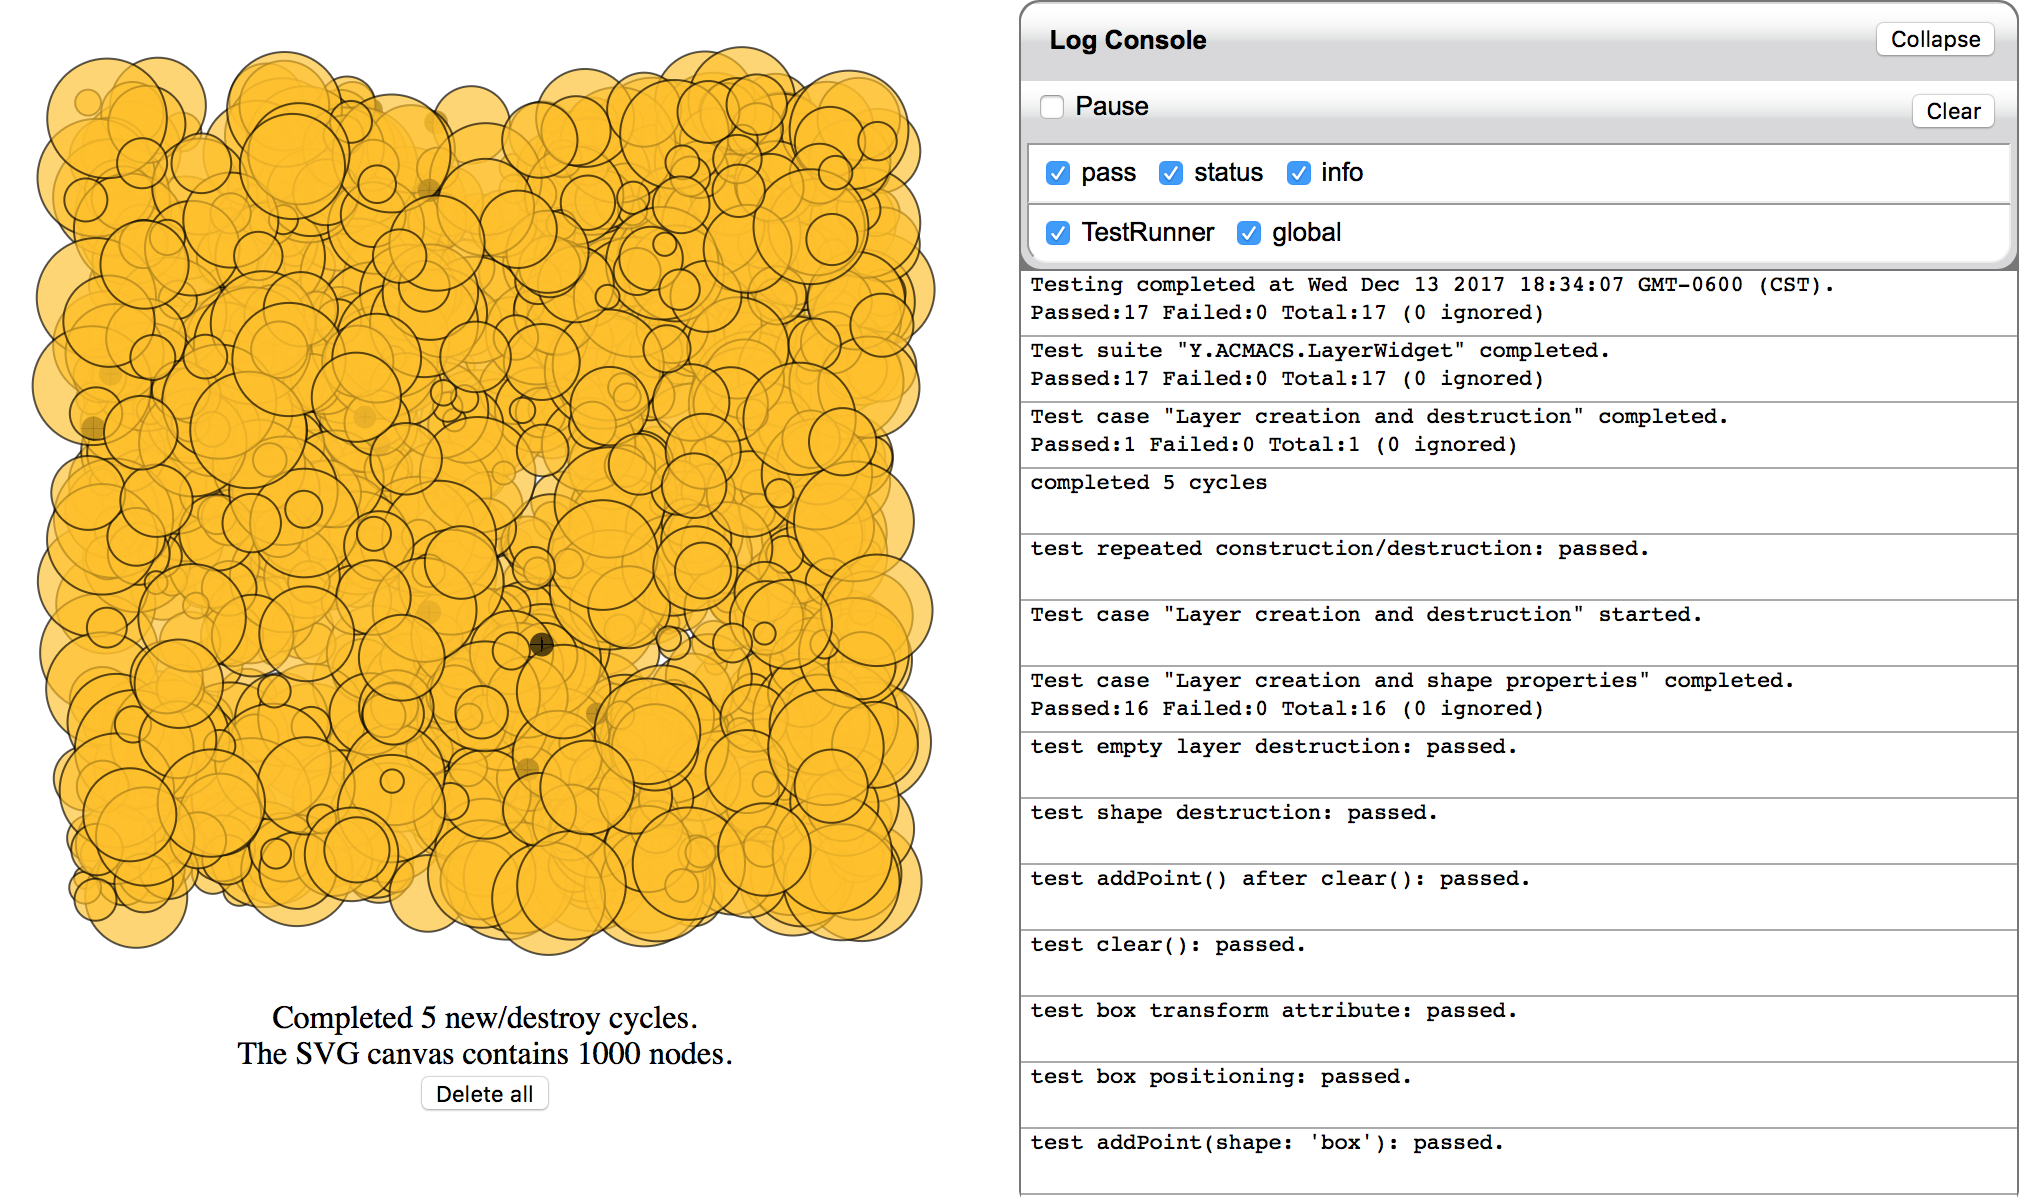 Completed 5 new/destroy cycles.
The SVG canvas contains 1000 nodes.
Delete all
Log Console
Collapse
Pause
Clear
pass status info
TestRunner global
Testing completed at Wed Dec 13 2017 18:34:07 GMT-0600 (CST).
Passed:17 Failed:0 Total:17 (0 ignored)
Test suite "Y.ACMACS.LayerWidget" completed.
Passed:17 Failed:0 Total:17 (0 ignored)
Test case "Layer creation and destruction" completed.
Passed:1 Failed:0 Total:1 (0 ignored)
completed 5 cycles
test repeated construction/destruction: passed.
Test case "Layer creation and destruction" started.
Test case "Layer creation and shape properties" completed.
Passed:16 Failed:0 Total:16 (0 ignored)
test empty layer destruction: passed.
test shape destruction: passed.
test addPoint() after clear(): passed.
test clear(): passed.
test box transform attribute: passed.
test box positioning: passed.
test addPoint(shape: 'box'): passed.